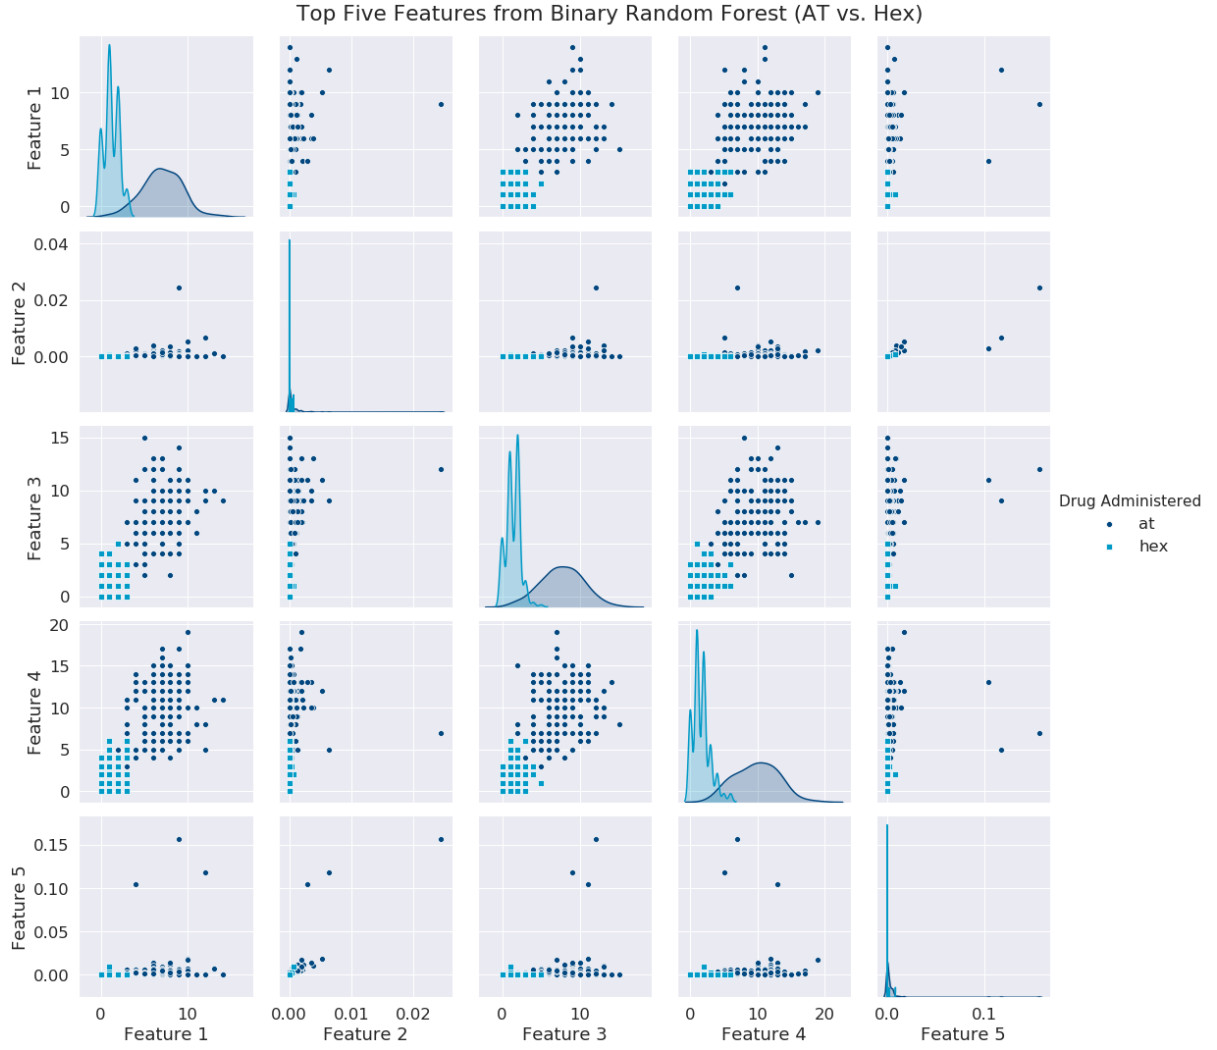 Top Five Features from Binary Random Forest (AT vs. Hex)
Feature 1
10
5
0
Feature 2
0.04
0.02
0.00
Feature 3
15
10
5
0
Drug Administered
at
hex
Feature 4
20
15
10
5
0
Feature 5
0.15
0.10
0.05
0.00
0 10
Feature 1
0.00 0.01 0.02
Feature 2
0 10
Feature 3
0 10 20
Feature 4
0.0 0.1
Feature 5